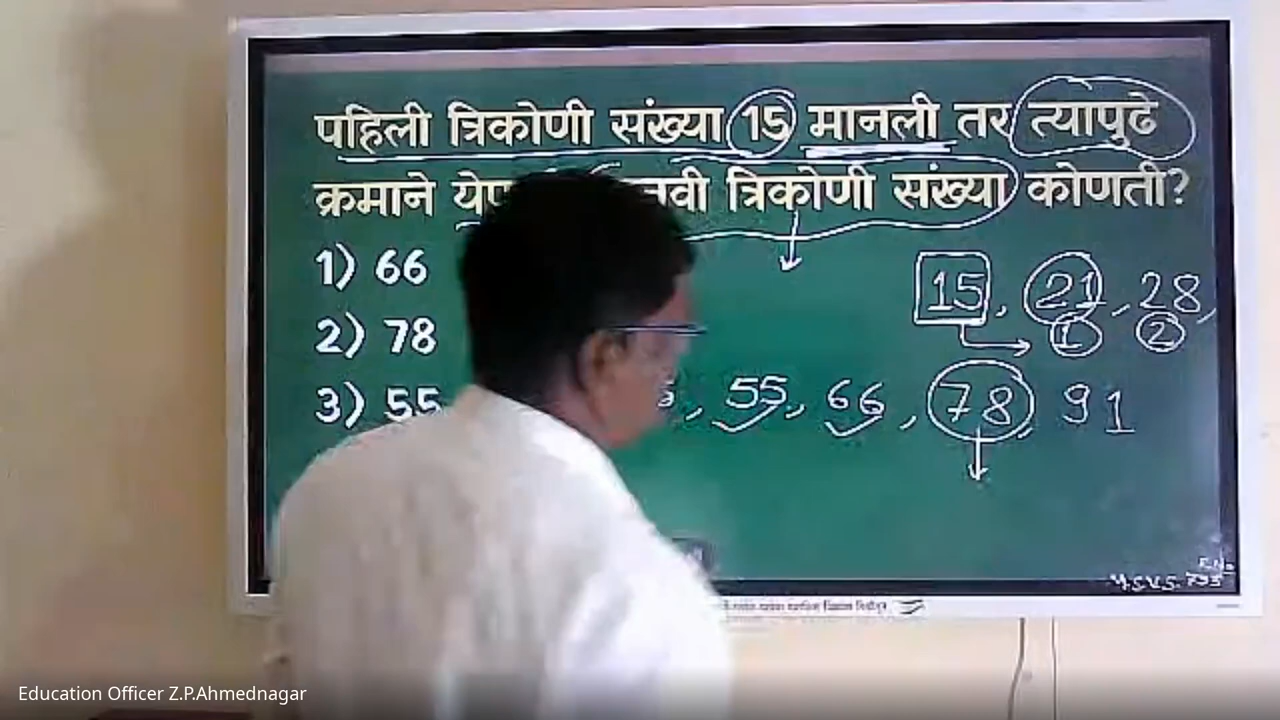 पहिली त्रिकोणी संख्या 15 मानली तर त्यापुढे
क्रमाने त्रिकोणी संख्या कोणती?
1) 66
2) 78
3) 55
15, 21, 28,
1 2
55, 66, 78, 91
Education Officer Z.P.Ahmednagar